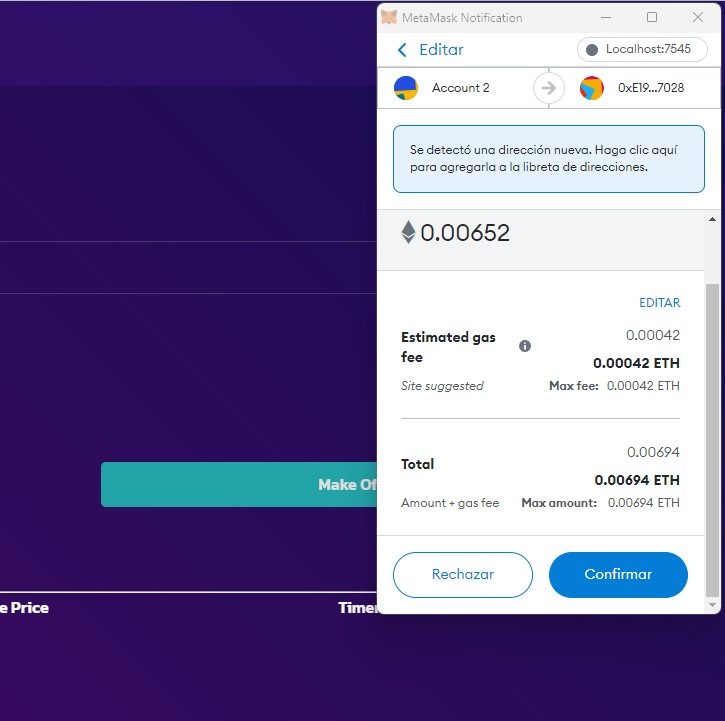 MetaMask Notification
Editar
Localhost:7545
Account 2
0xE19...7028
Se detectó una dirección nueva. Haga clic aquí
para agregarla a la libreta de direcciones.
0.00652
EDITAR
Estimated gas
fee
0.00042
0.00042 ETH
Site suggested
Max fee: 0.00042 ETH
0.00694
Total
0.00694 ETH
Amount + gas fee
Max amount: 0.00694 ETH
Rechazar
Confirmar
Make Of
e Price
Timer